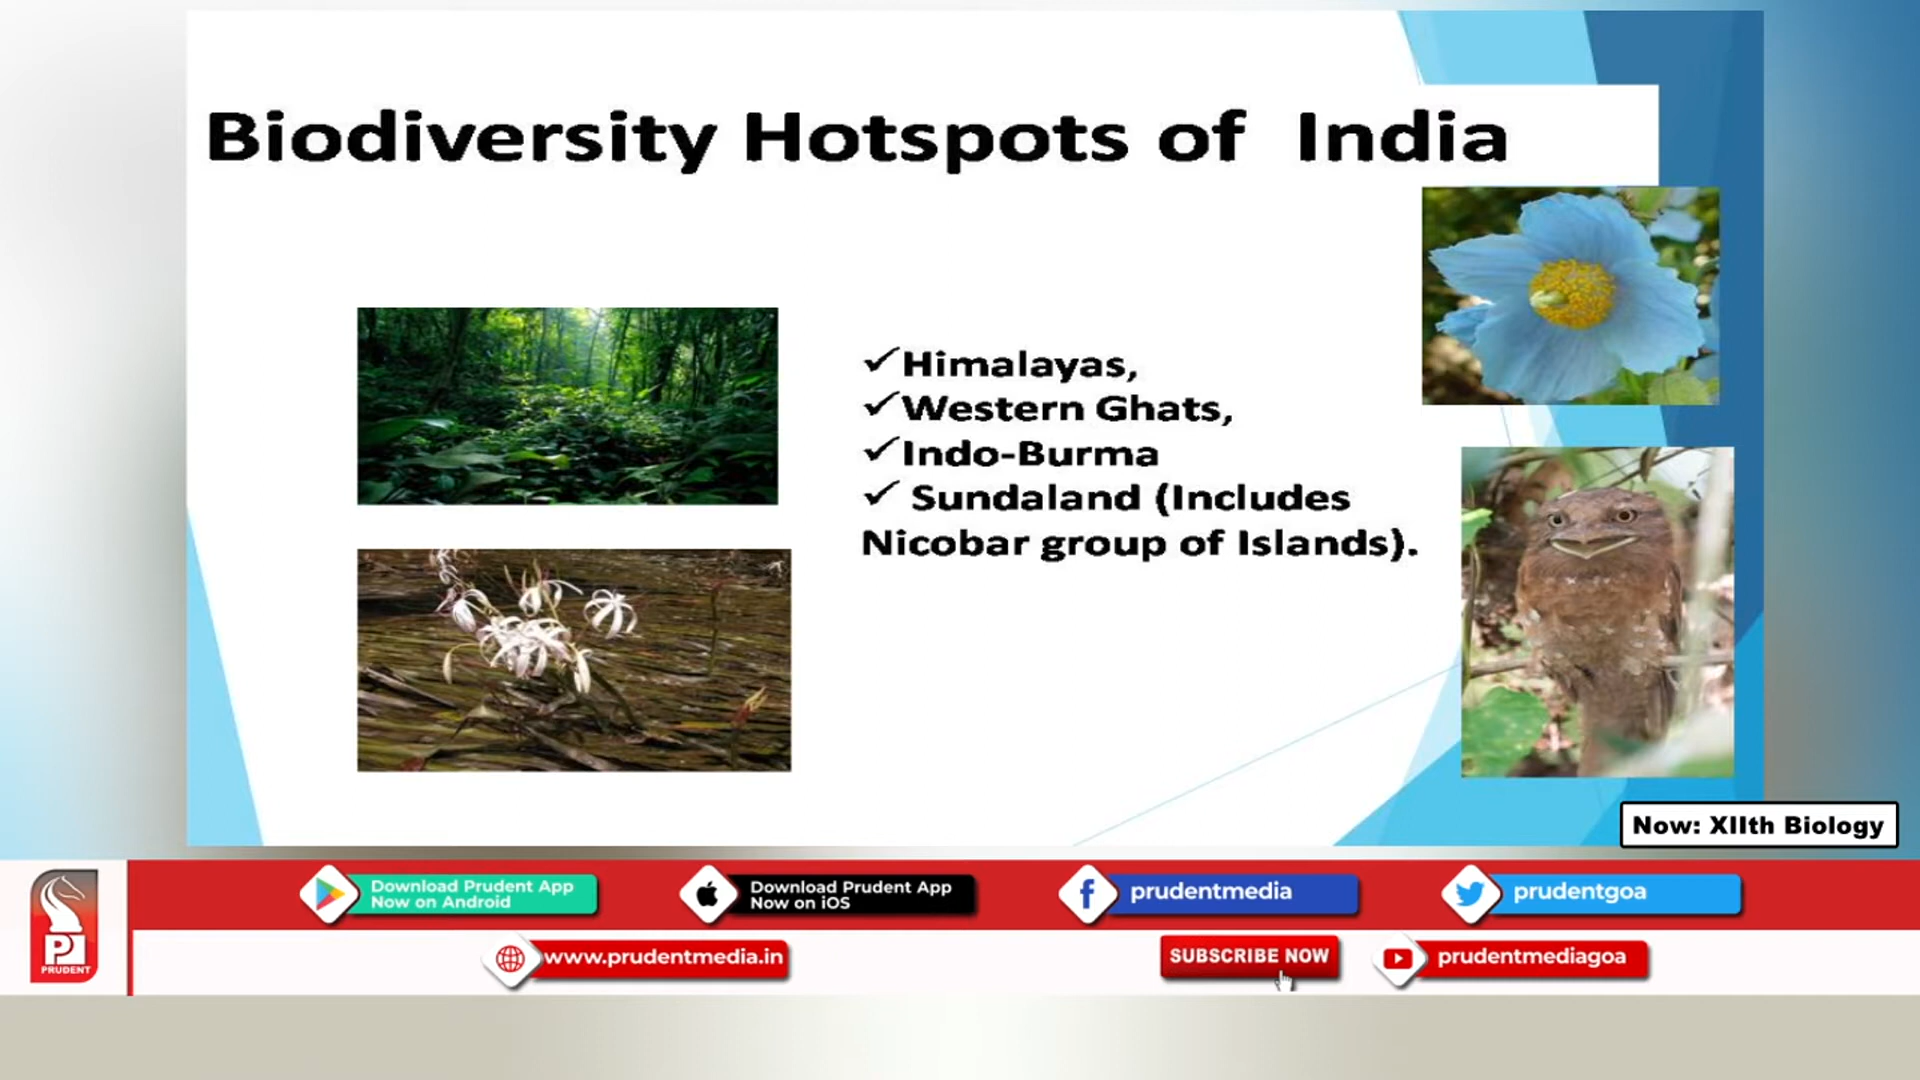 Biodiversity Hotspots of India
✓Himalayas,
✓Western Ghats,
✓Indo-Burma
✓ Sundaland (Includes
Nicobar group of Islands).
Now: XIIth Biology
Download Prudent App
Now on Android
Download Prudent App
Now on iOS
prudentmedia
prudentgoa
PRUDENT
www.prudentmedia.in
SUBSCRIBE NOW
prudentmediagoa